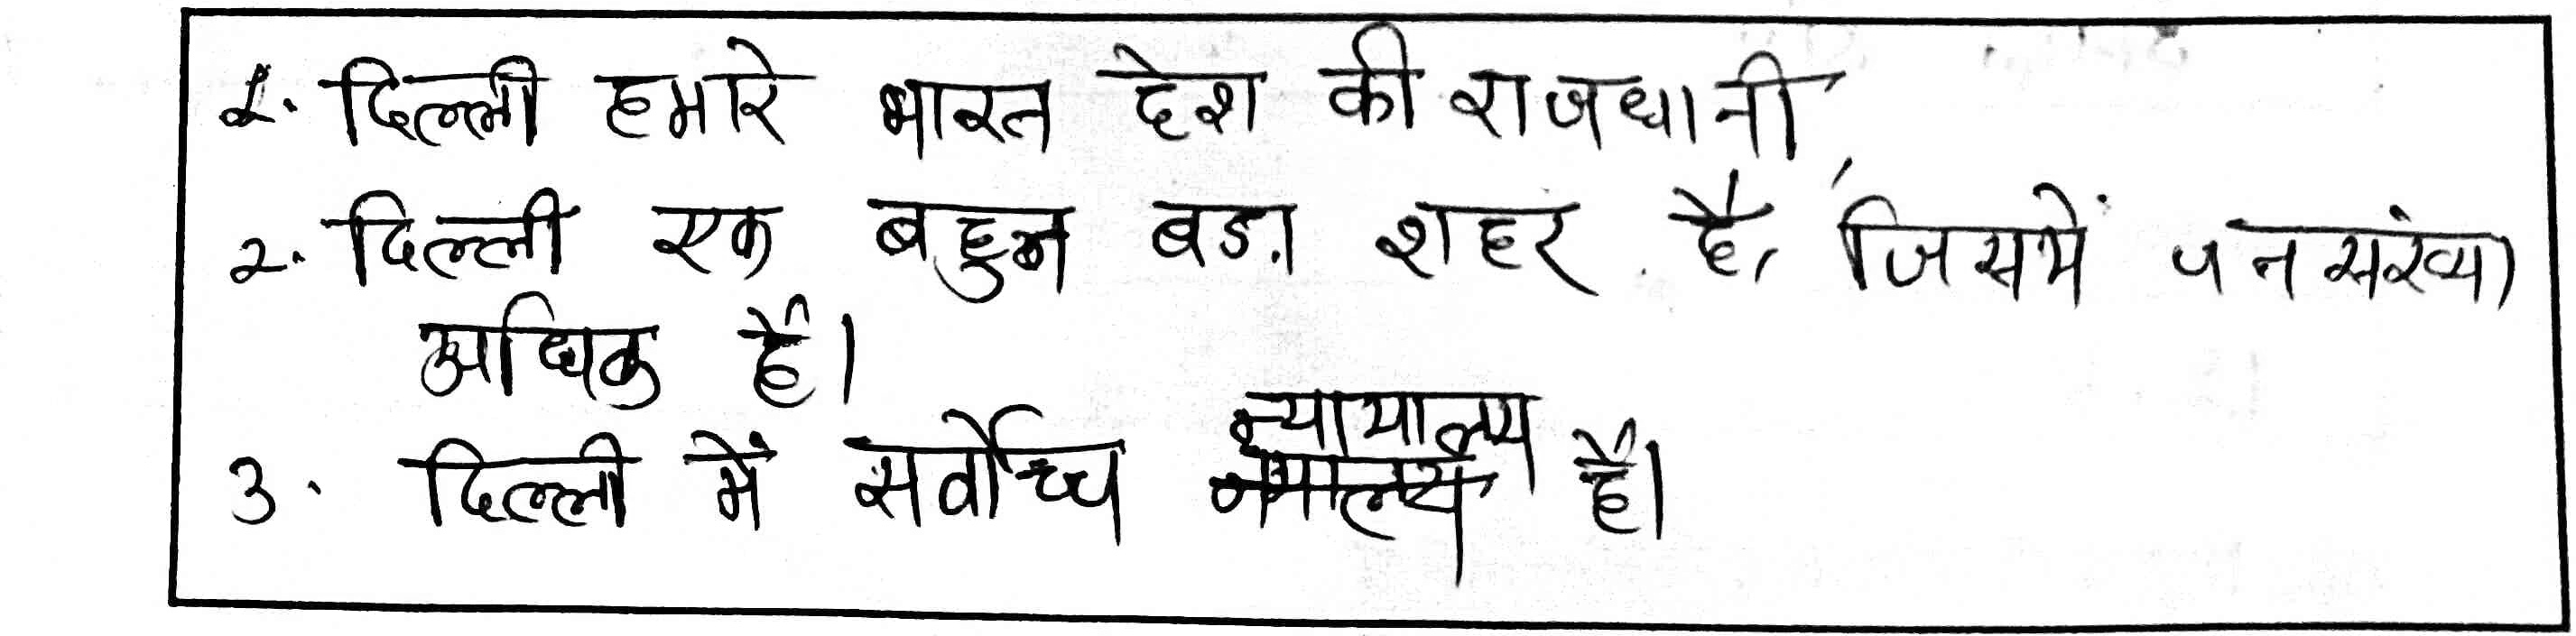 1. दिल्ली हमारे भारत देश की राजधानी
2. दिल्ली एक बहुत बडा़ शहर है, जिसमें जनसंख्या
अधिक है।
3. दिल्ली में सर्वोच्च न्यायालय है।